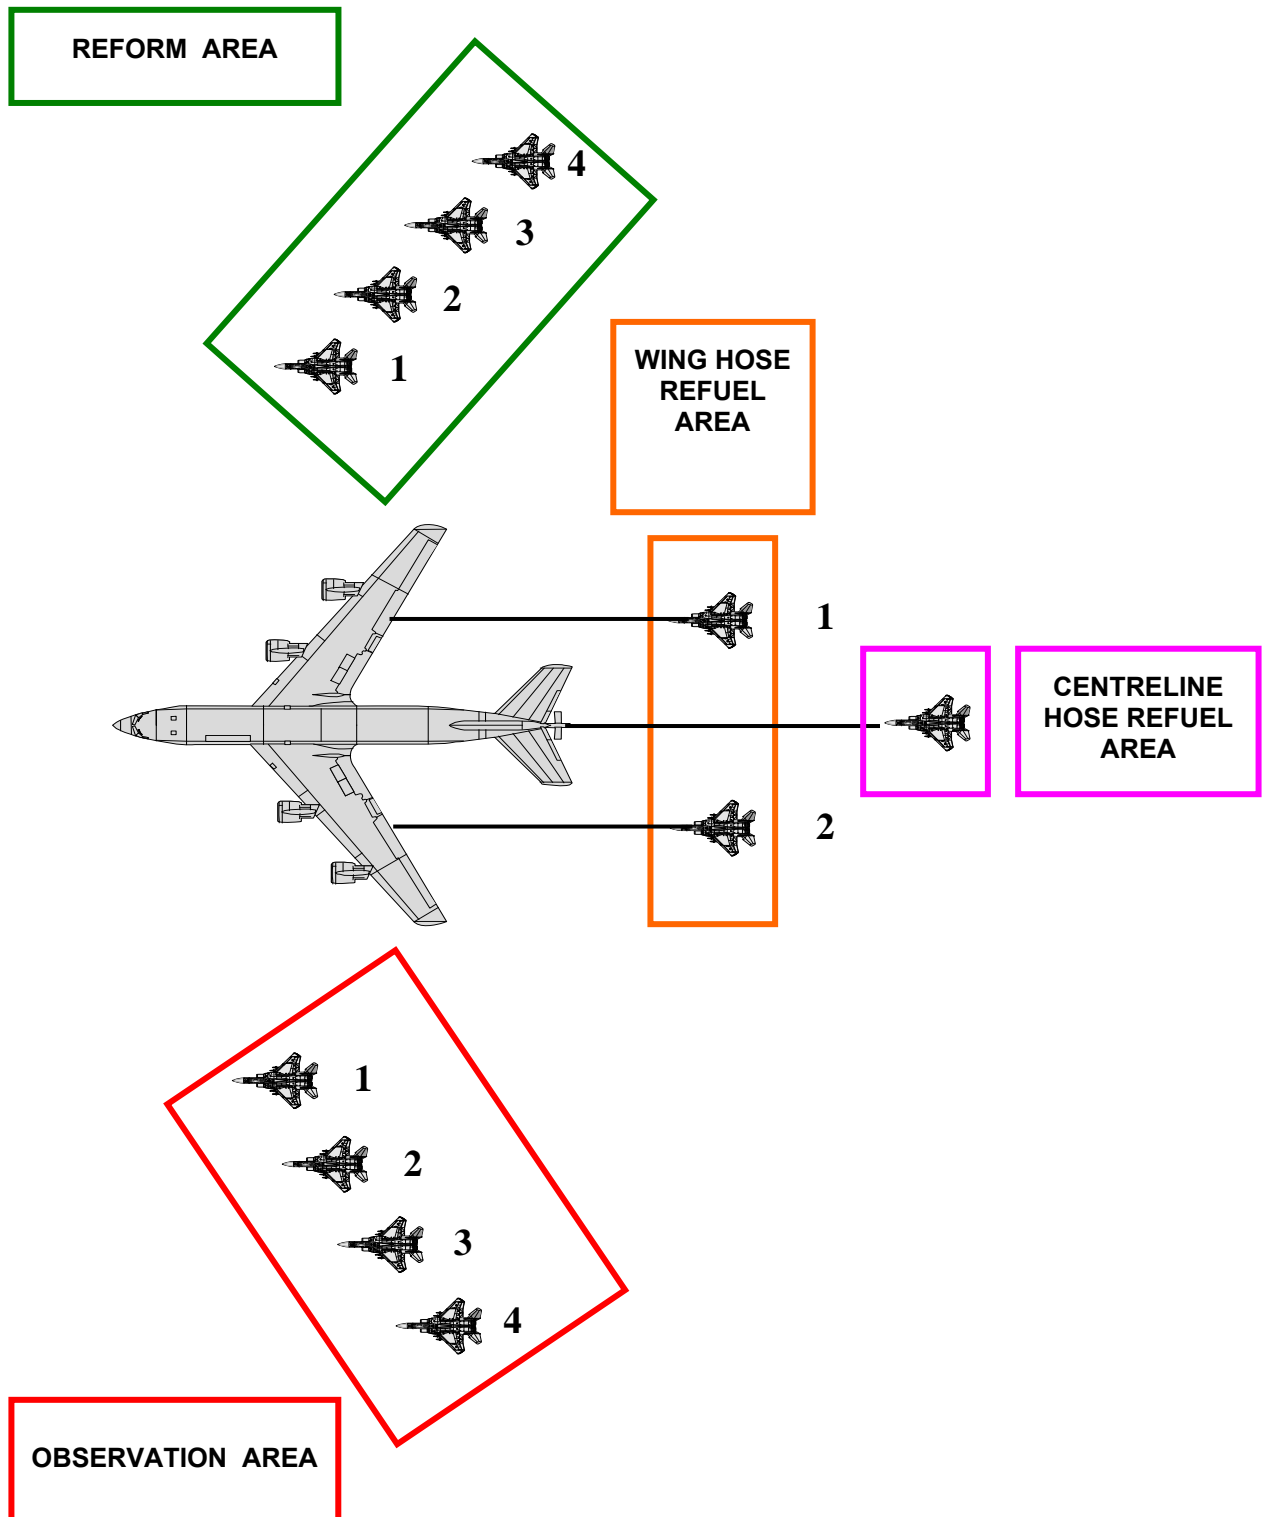 REFORM AREA
4
3
2
1
WING HOSE
REFUEL
AREA
1
CENTRELINE
HOSE REFUEL
AREA
2
1
2
3
4
OBSERVATION AREA